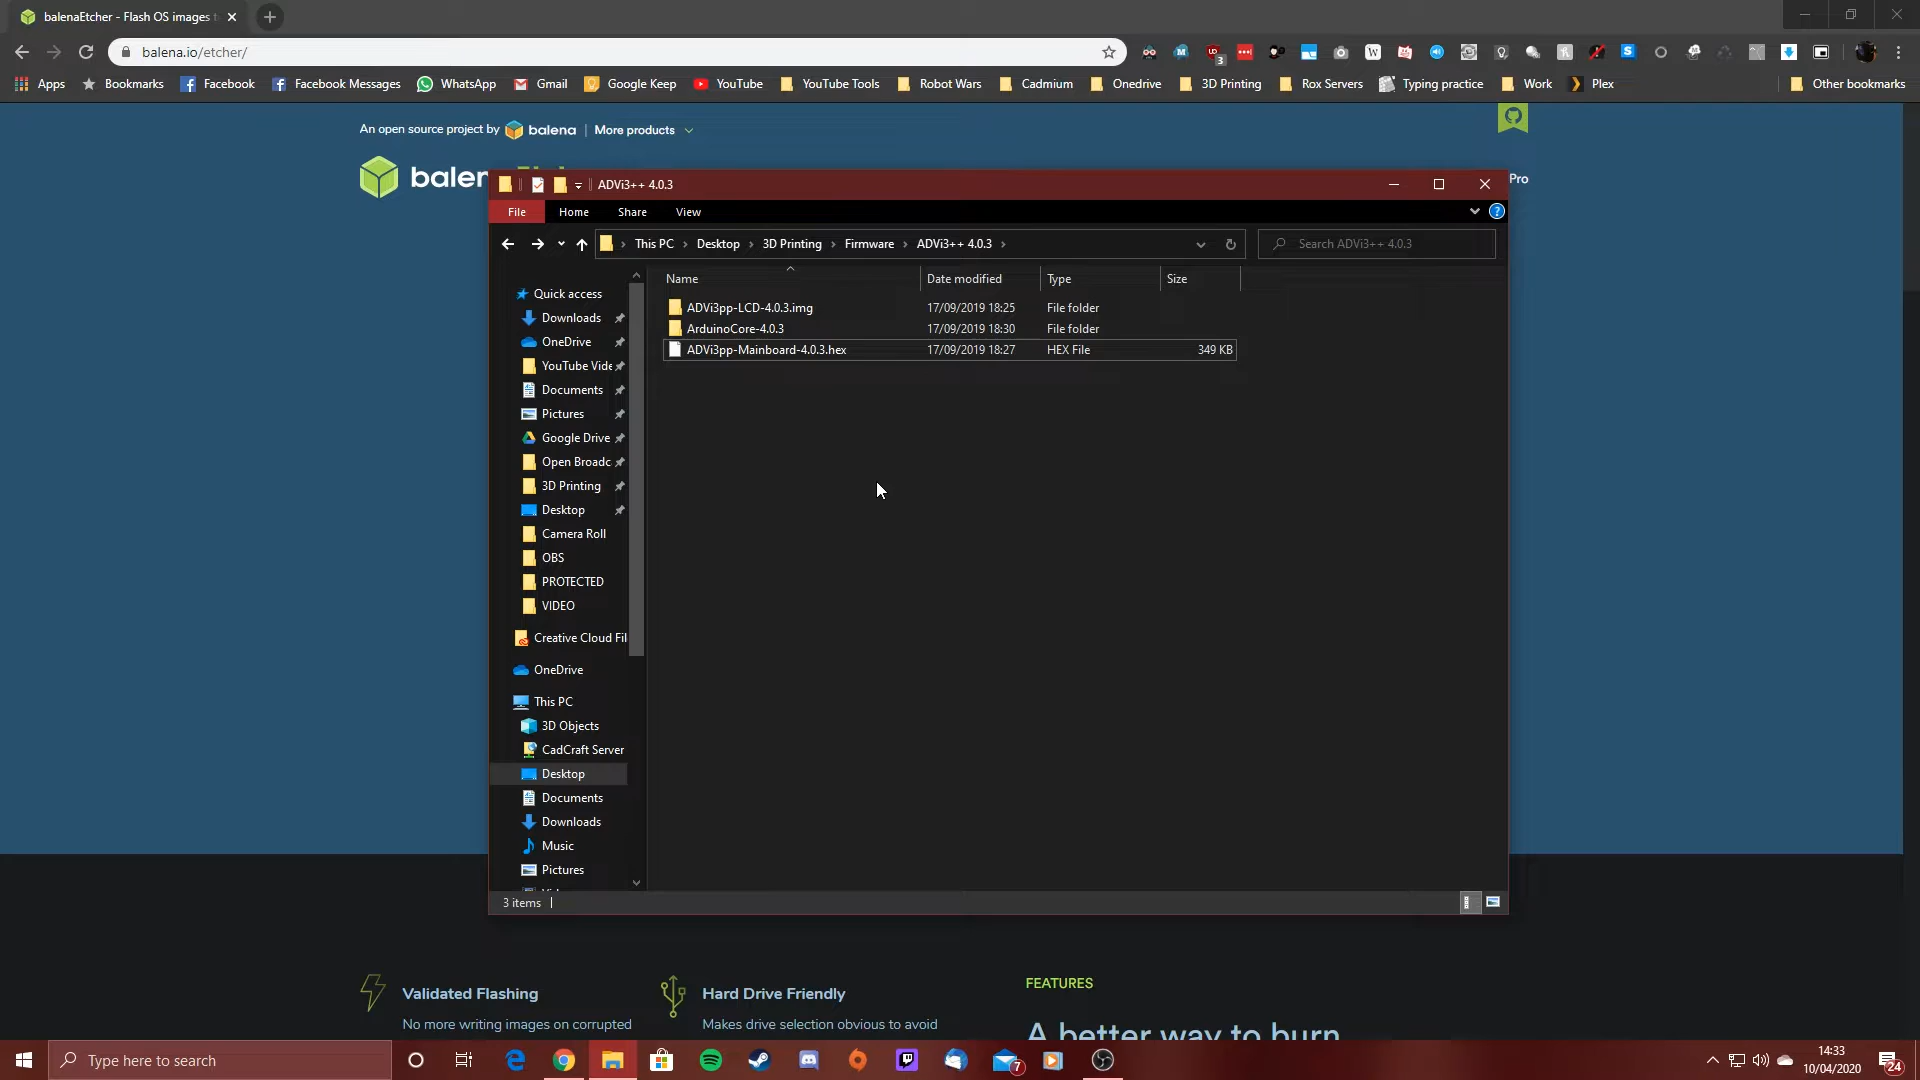 balenaEtcher - Flash OS images t
balena.io/etcher/
3
Apps Bookmarks Facebook Facebook Messages WhatsApp Gmail Google Keep YouTube YouTube Tools Robot Wars Cadmium Onedrive 3D Printing Rox Servers Typing practice Work Plex Other bookmarks
An open source project by balena | More products
balen
Pro
ADVi3++ 4.0.3
File Home Share View
This PC Desktop 3D Printing Firmware ADVi3++ 4.0.3
Search ADVi3++ 4.0.3
Name Date modified Type Size
ADVi3pp-LCD-4.0.3.img 17/09/2019 18:25 File folder
ArduinoCore-4.0.3 17/09/2019 18:30 File folder
ADVi3pp-Mainboard-4.0.3.hex 17/09/2019 18:27 HEX File 349 KB
Quick access
Downloads
OneDrive
YouTube Vide
Documents
Pictures
Google Drive
Open Broadc
3D Printing
Desktop
Camera Roll
OBS
PROTECTED
VIDEO
Creative Cloud Fil
OneDrive
This PC
3D Objects
CadCraft Server
Desktop
Documents
Downloads
Music
Pictures
3 items
Validated Flashing
No more writing images on corrupted
Hard Drive Friendly
Makes drive selection obvious to avoid
FEATURES
A better way to burn
Type here to search
7
14:33
10/04/2020
24